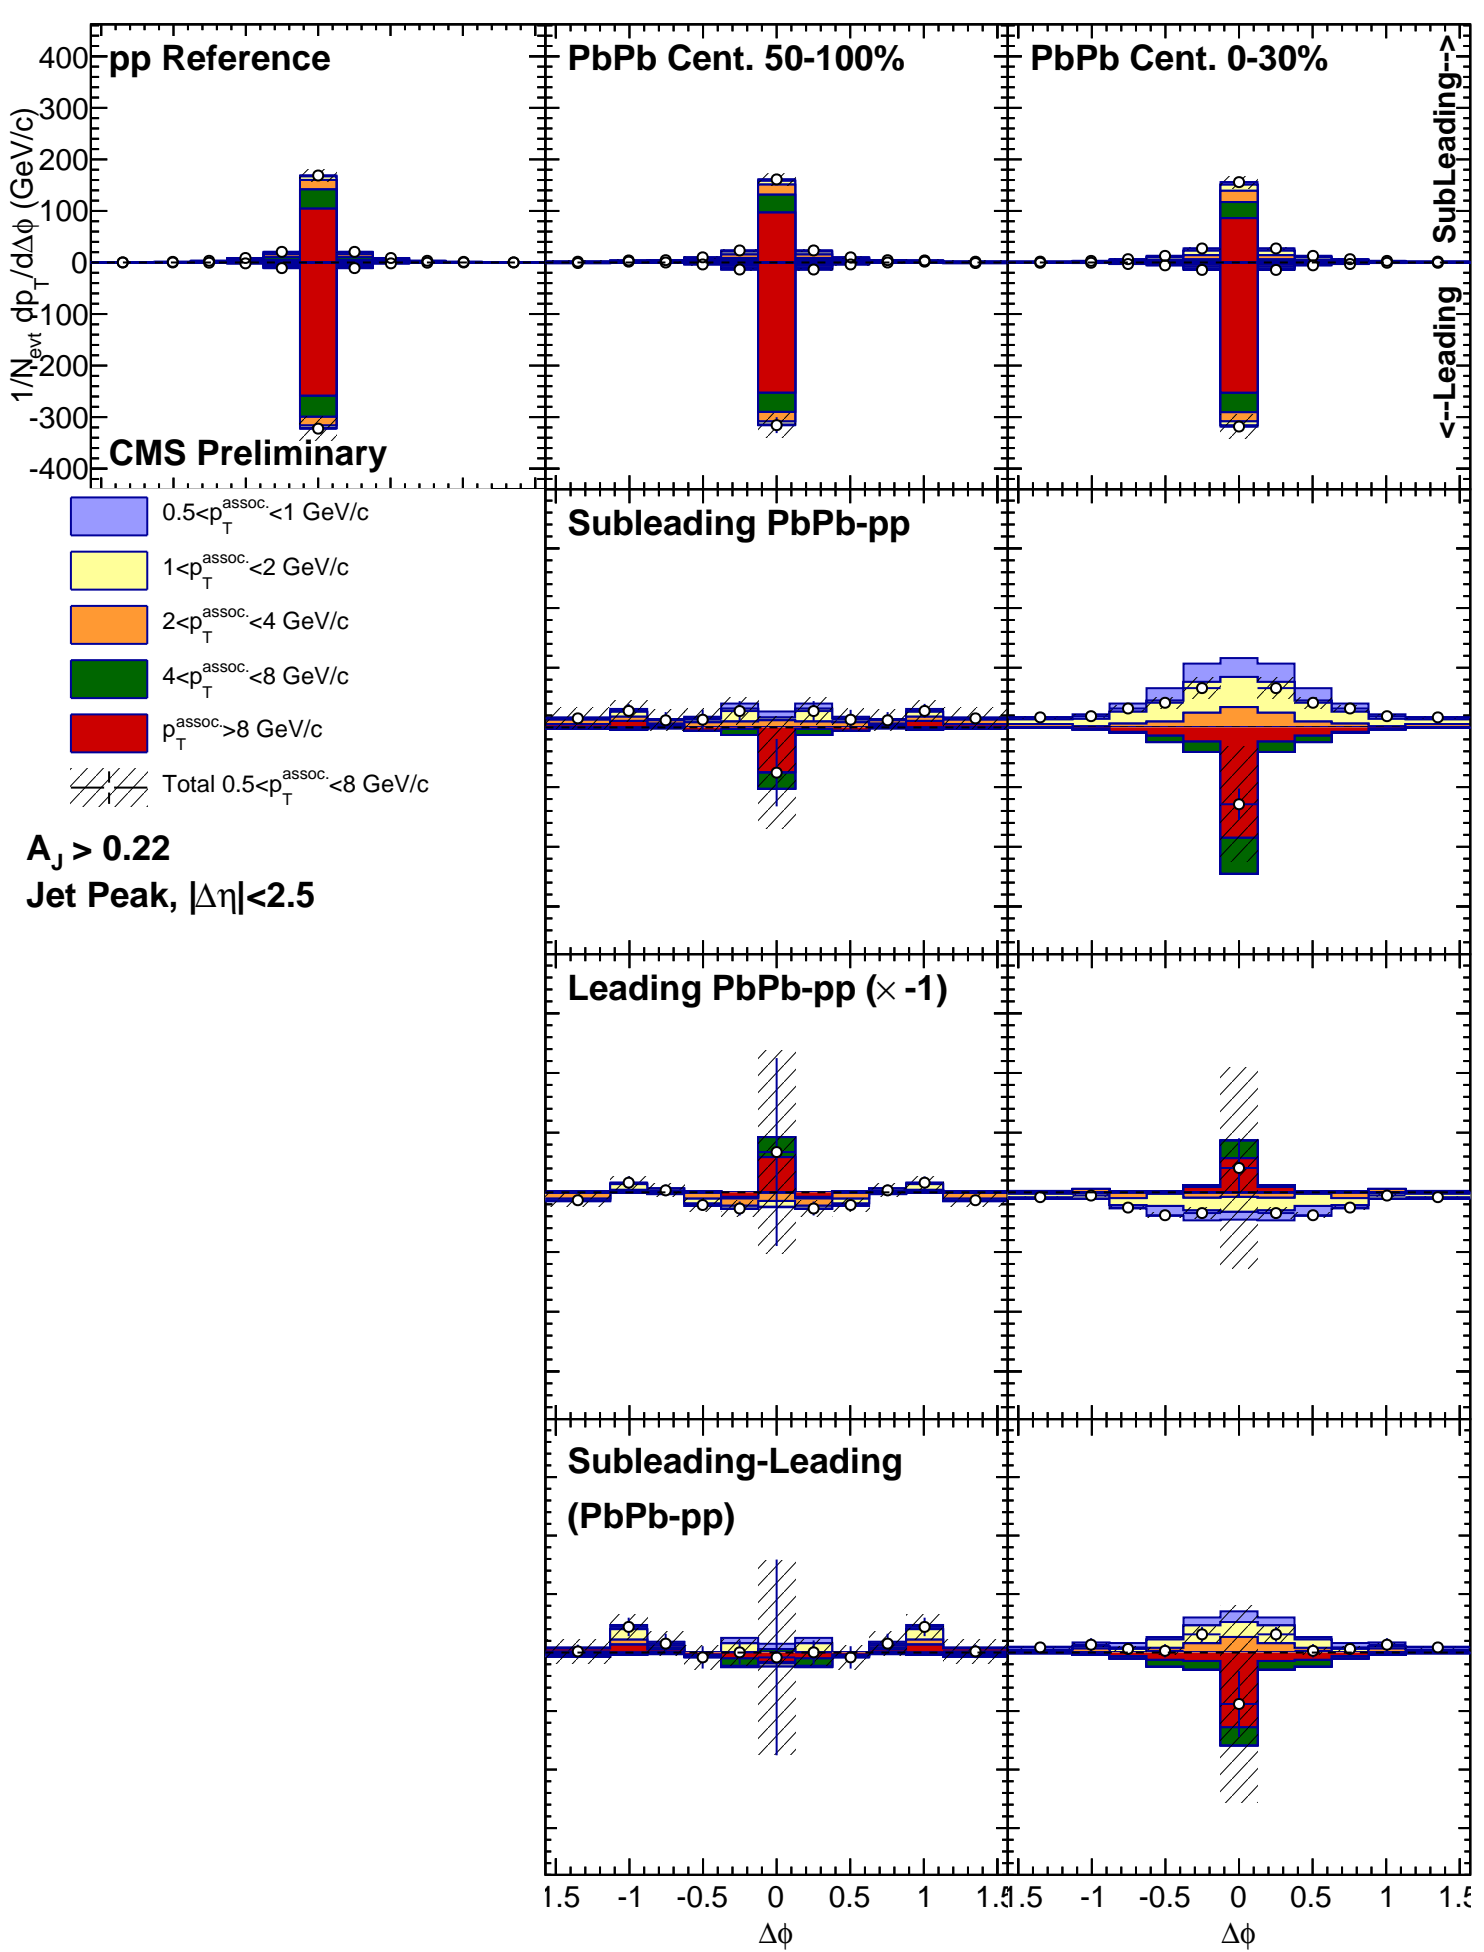 pp Reference
PbPb Cent. 50-100%
PbPb Cent. 0-30%
SubLeading-->
<--Leading
1/N_evt dp_T/dΔϕ (GeV/c)
400
300
200
100
0
-100
-200
-300
-400
CMS Preliminary
0.5<p_T^assoc.<1 GeV/c
1<p_T^assoc.<2 GeV/c
2<p_T^assoc.<4 GeV/c
4<p_T^assoc.<8 GeV/c
p_T^assoc.>8 GeV/c
Total 0.5<p_T^assoc.<8 GeV/c
A_J > 0.22
Jet Peak, |Δη|<2.5
Subleading PbPb-pp
Leading PbPb-pp (× -1)
Subleading-Leading
(PbPb-pp)
1.5 -1 -0.5 0 0.5 1 1.5
1.5 -1 -0.5 0 0.5 1 1.5
Δϕ
Δϕ